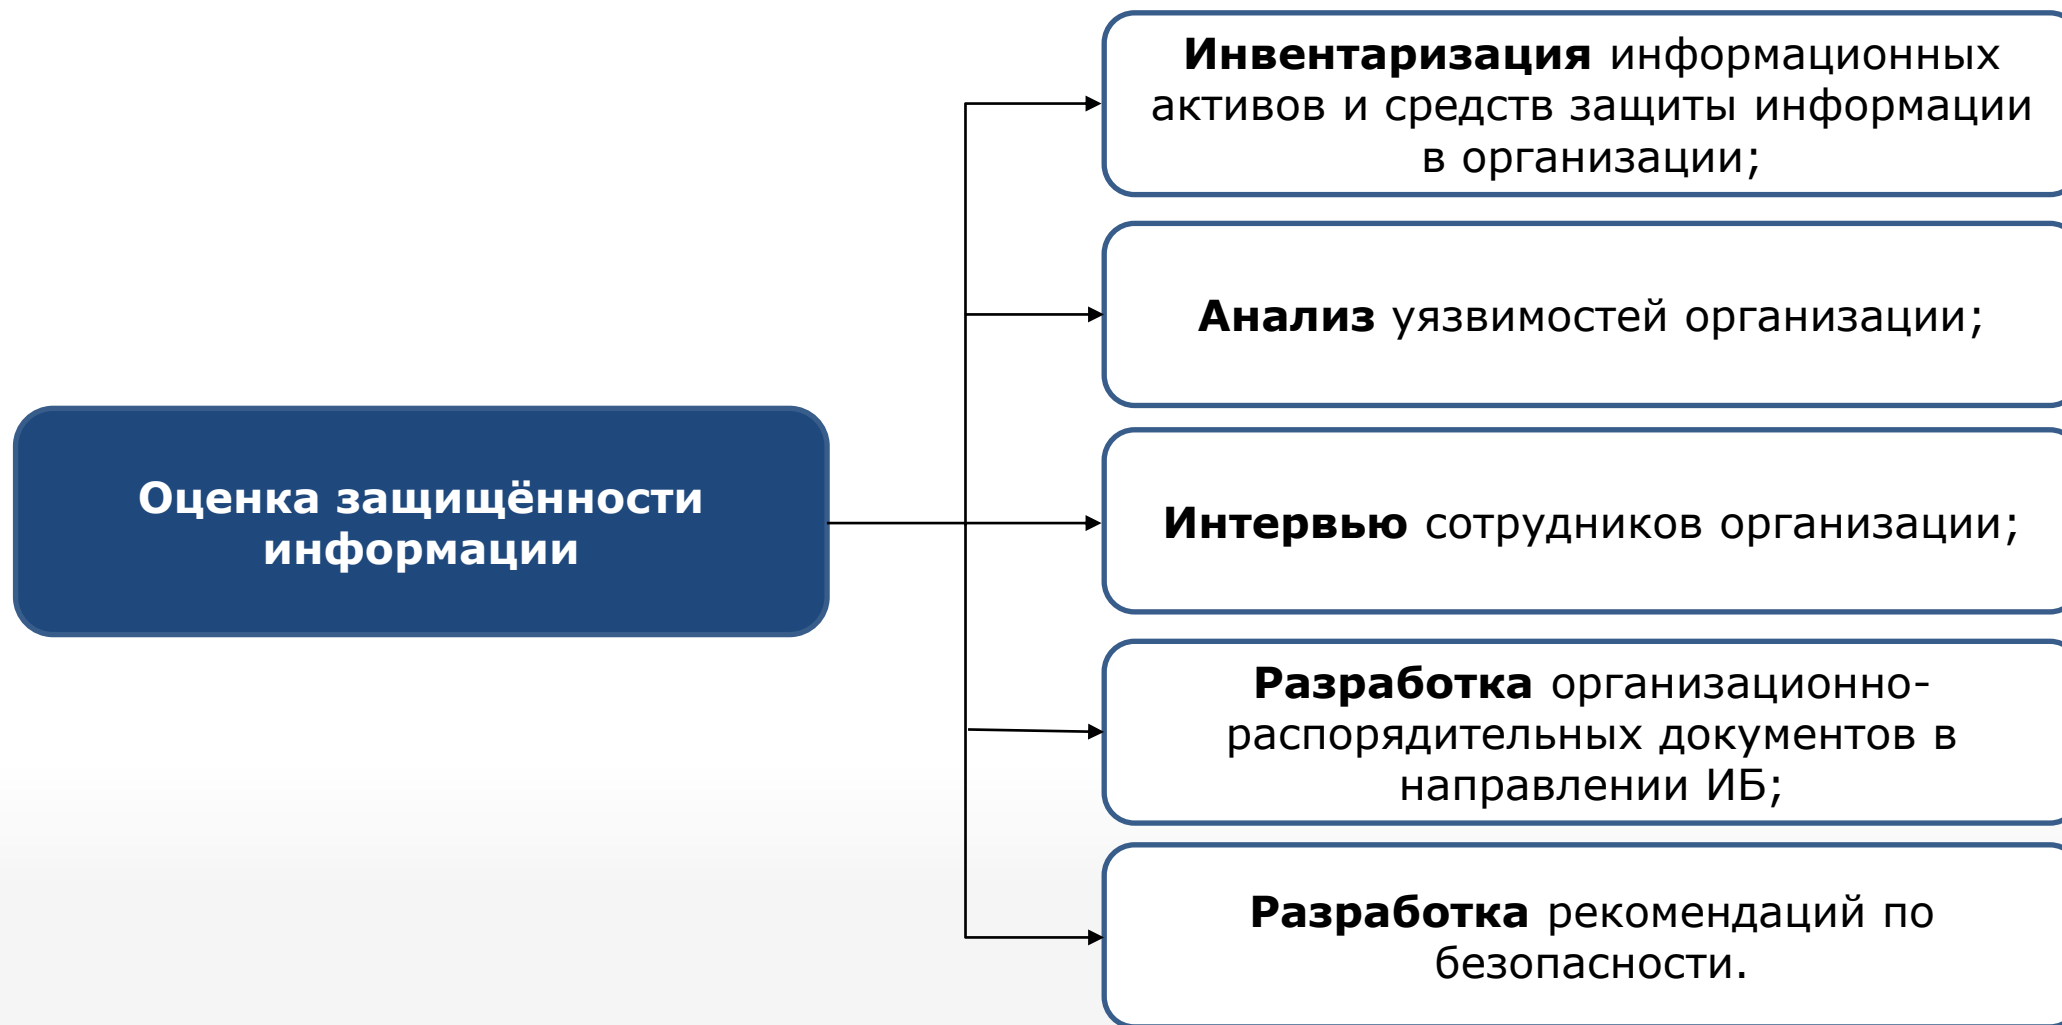 Оценка защищённости
информации
Инвентаризация информационных
активов и средств защиты информации
в организации;
Анализ уязвимостей организации;
Интервью сотрудников организации;
Разработка организационно-
распорядительных документов в
направлении ИБ;
Разработка рекомендаций по
безопасности.